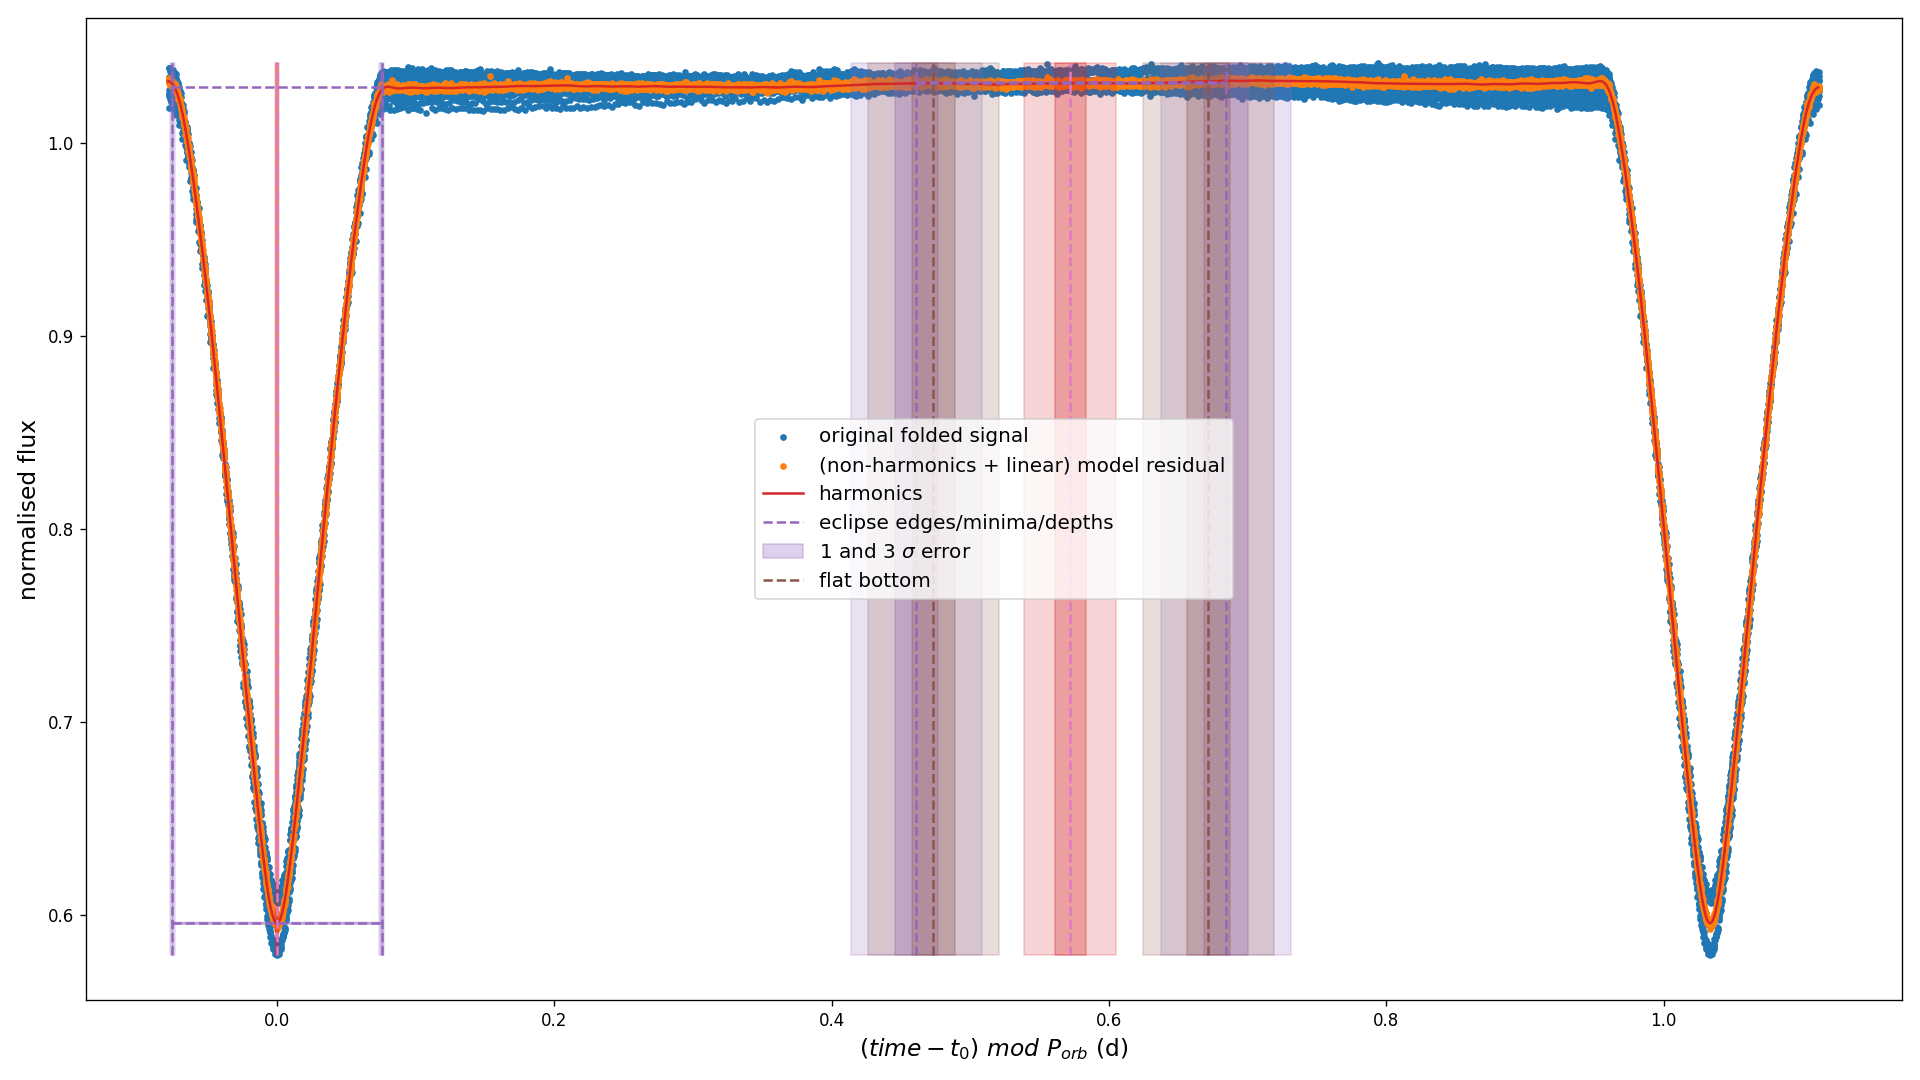 normalised flux
1.0
0.9
0.8
0.7
0.6
original folded signal
(non-harmonics + linear) model residual
harmonics
eclipse edges/minima/depths
1 and 3 σ error
flat bottom
0.0 0.2 0.4 0.6 0.8 1.0
(time − t₀) mod Pₒᵣb (d)